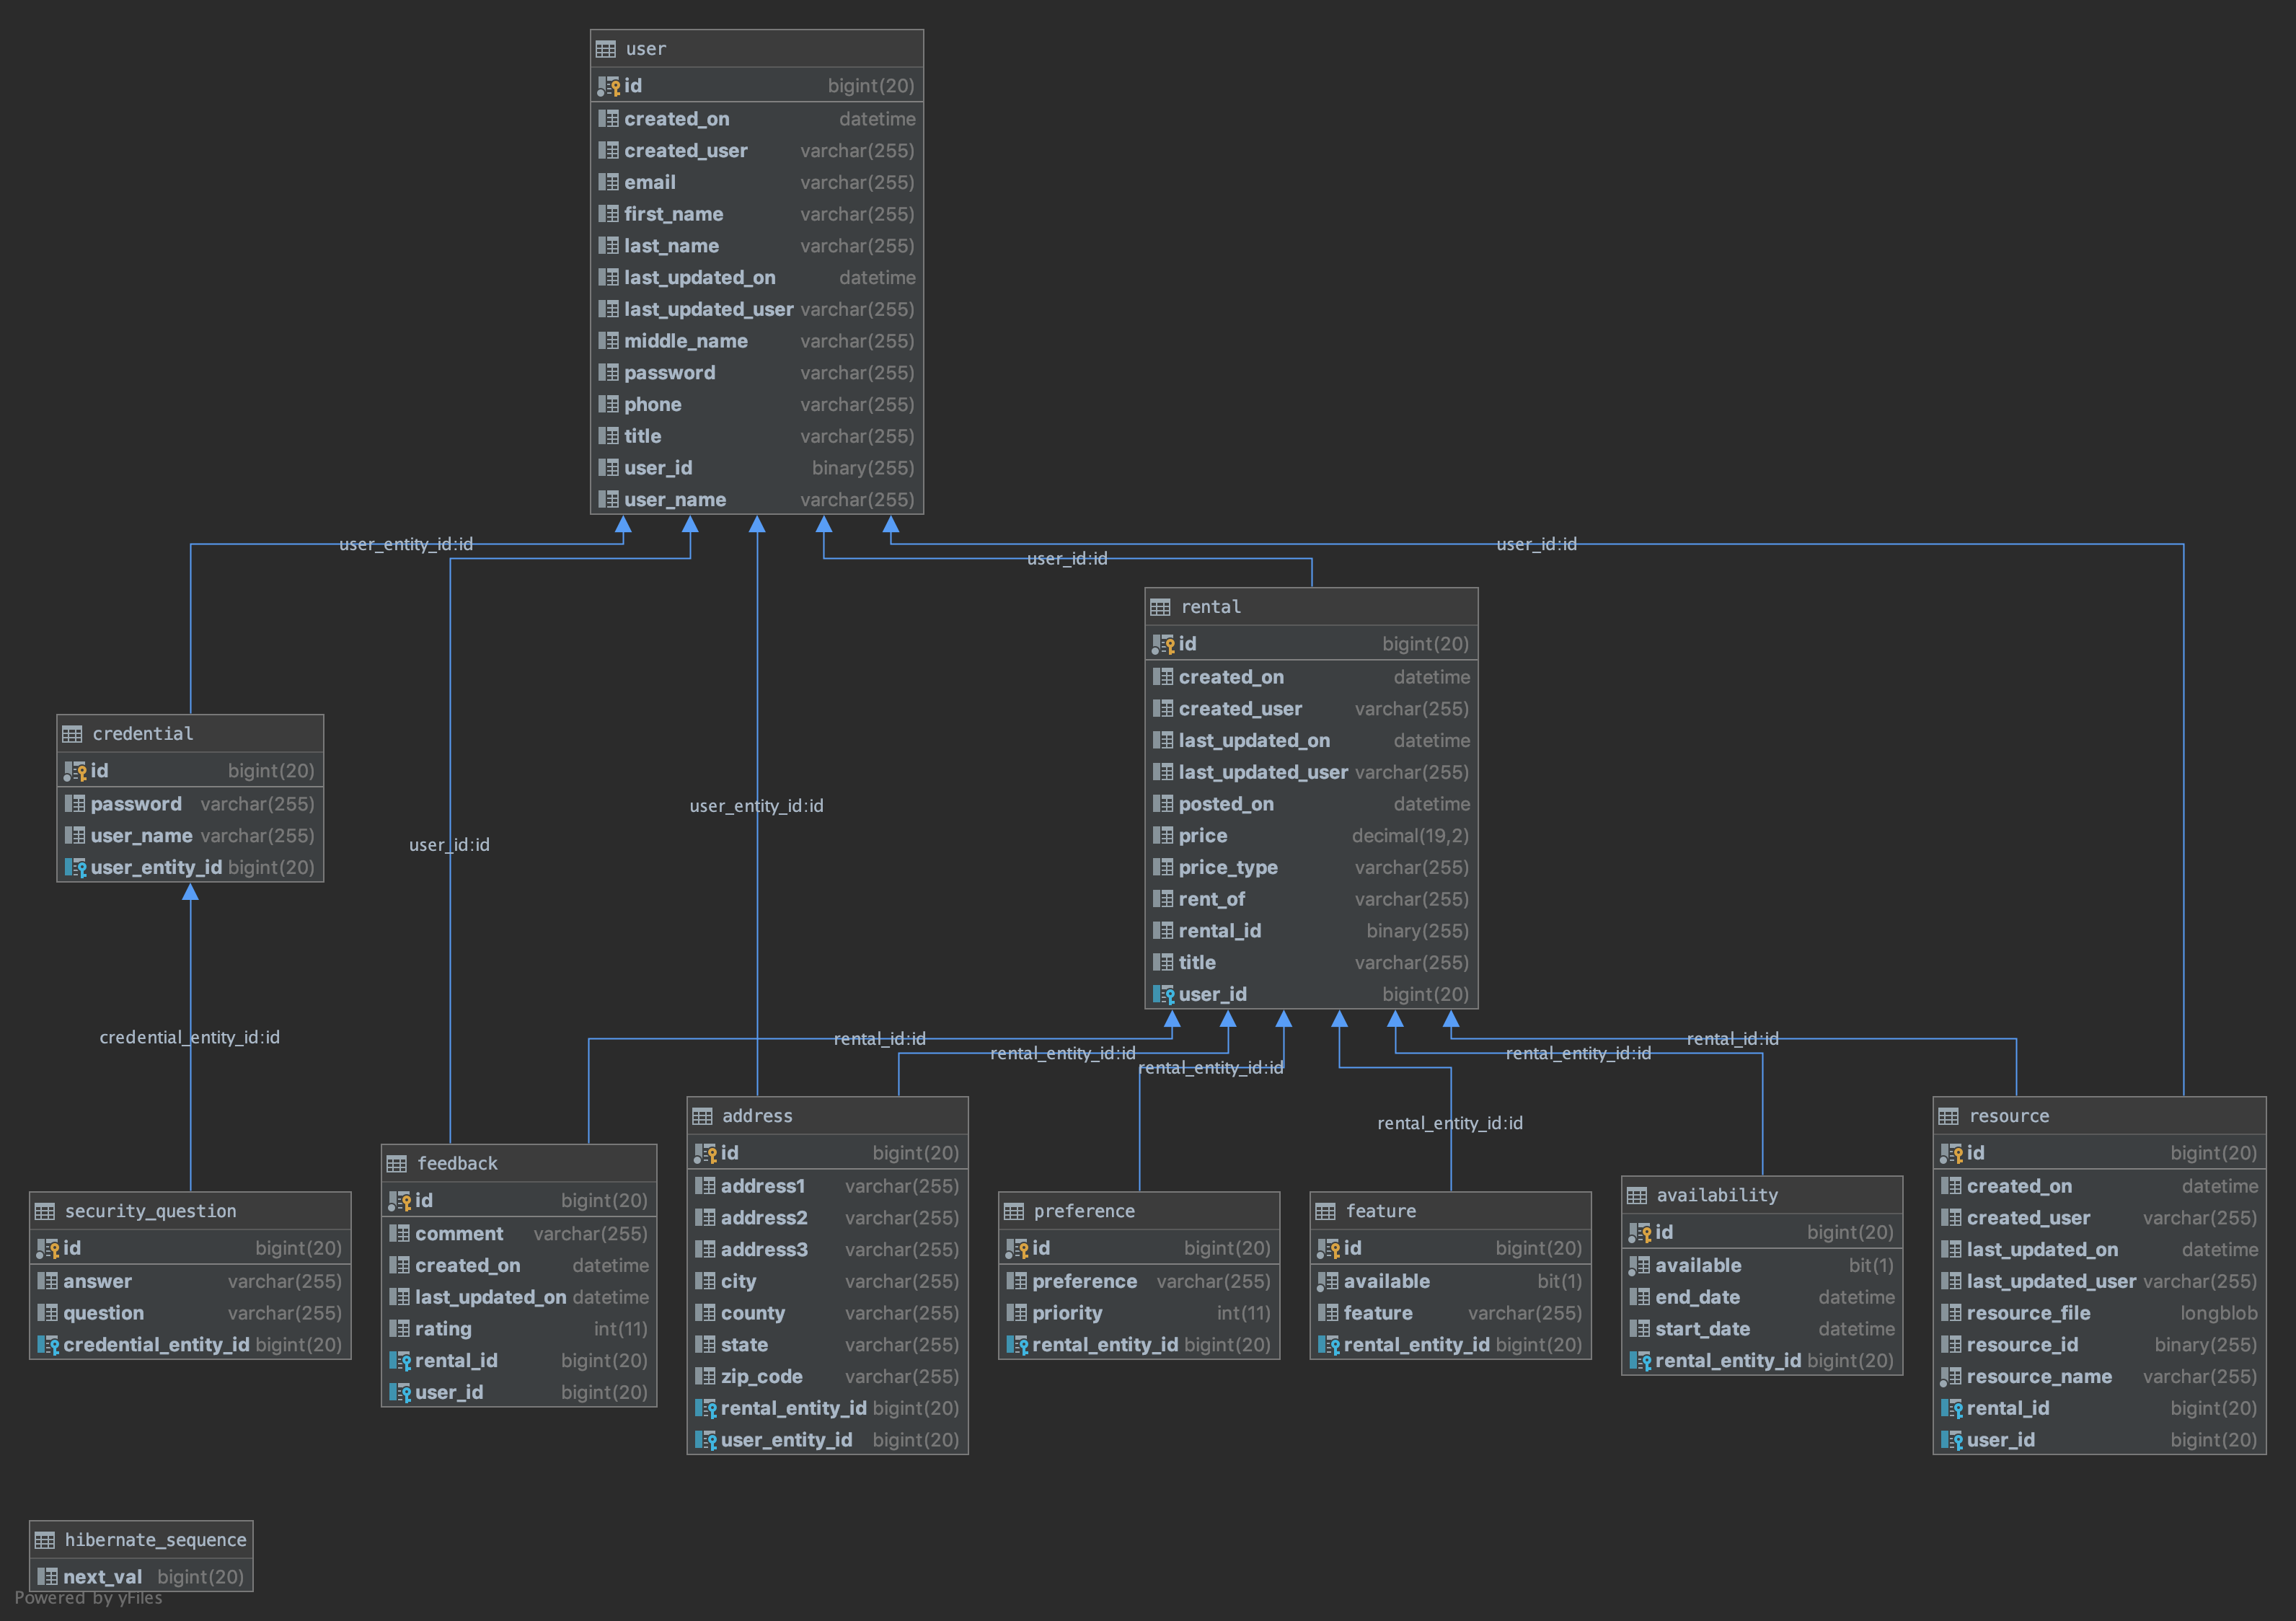 user
id bigint(20)
created_on datetime
created_user varchar(255)
email varchar(255)
first_name varchar(255)
last_name varchar(255)
last_updated_on datetime
last_updated_user varchar(255)
middle_name varchar(255)
password varchar(255)
phone varchar(255)
title varchar(255)
user_id binary(255)
user_name varchar(255)
user_entity_id:id
user_id:id
user_id:id
rental
id bigint(20)
created_on datetime
created_user varchar(255)
last_updated_on datetime
last_updated_user varchar(255)
posted_on datetime
price decimal(19,2)
price_type varchar(255)
rent_of varchar(255)
rental_id binary(255)
title varchar(255)
user_id bigint(20)
credential
id bigint(20)
password varchar(255)
user_name varchar(255)
user_entity_id bigint(20)
user_entity_id:id
user_id:id
credential_entity_id:id
rental_id:id
rental_entity_id:id
rental_entity_id:id
rental_entity_id:id
rental_entity_id:id
rental_id:id
security_question
id bigint(20)
answer varchar(255)
question varchar(255)
credential_entity_id bigint(20)
feedback
id bigint(20)
comment varchar(255)
created_on datetime
last_updated_on datetime
rating int(11)
rental_id bigint(20)
user_id bigint(20)
address
id bigint(20)
address1 varchar(255)
address2 varchar(255)
address3 varchar(255)
city varchar(255)
county varchar(255)
state varchar(255)
zip_code varchar(255)
rental_entity_id bigint(20)
user_entity_id bigint(20)
preference
id bigint(20)
preference varchar(255)
priority int(11)
rental_entity_id bigint(20)
feature
id bigint(20)
available bit(1)
feature varchar(255)
rental_entity_id bigint(20)
availability
id bigint(20)
available bit(1)
end_date datetime
start_date datetime
rental_entity_id bigint(20)
resource
id bigint(20)
created_on datetime
created_user varchar(255)
last_updated_on datetime
last_updated_user varchar(255)
resource_file longblob
resource_id binary(255)
resource_name varchar(255)
rental_id bigint(20)
user_id bigint(20)
hibernate_sequence
next_val bigint(20)
Powered by yFiles